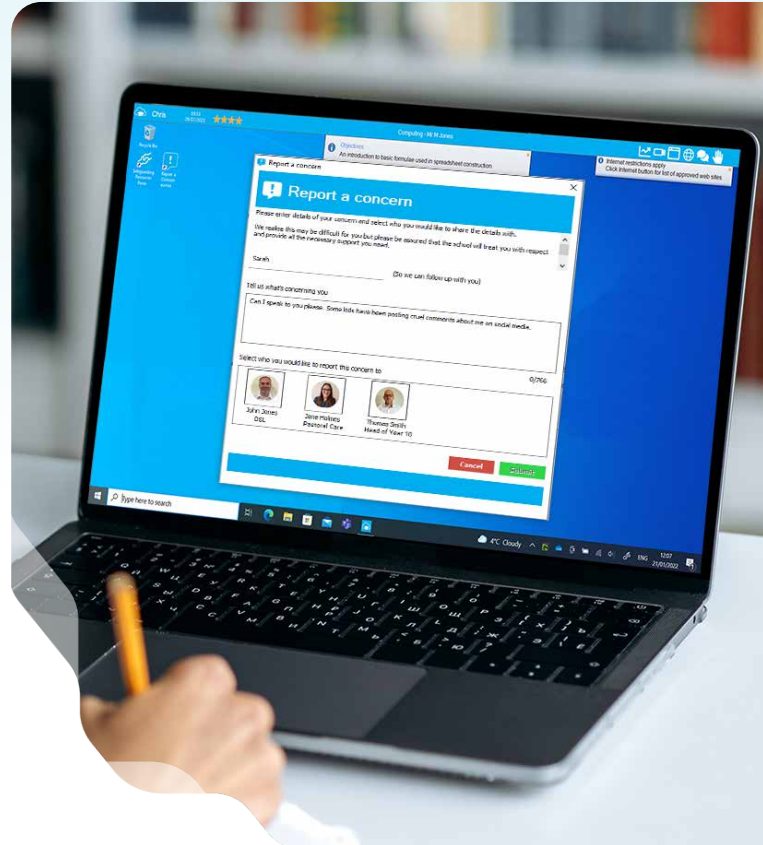 Chris
Computing - Mr M Jones
Objectives
An introduction to basic formulae used in spreadsheet construction
Internet restrictions apply
Click Internet button for list of approved web sites
Recycle Bin
Safeguarding
Resources
Report a
Concern
Report a concern
Report a concern
Please enter details of your concern and select who you would like to share the details with.
We realise this may be difficult for you but please be assured that the school will treat you with respect
and provide all the necessary support you need.
Sarah
(So we can follow up with you)
Tell us what's concerning you
Can I speak to you please. Some kids have been posting cruel comments about me on social media.
0/766
Select who you would like to report this concern to
John Jones
DSL
Jane Holmes
Pastoral Care
Thomas Smith
Head of Year 10
Cancel
Submit
Type here to search
4°C Cloudy
ENG
12:07
21/01/2022